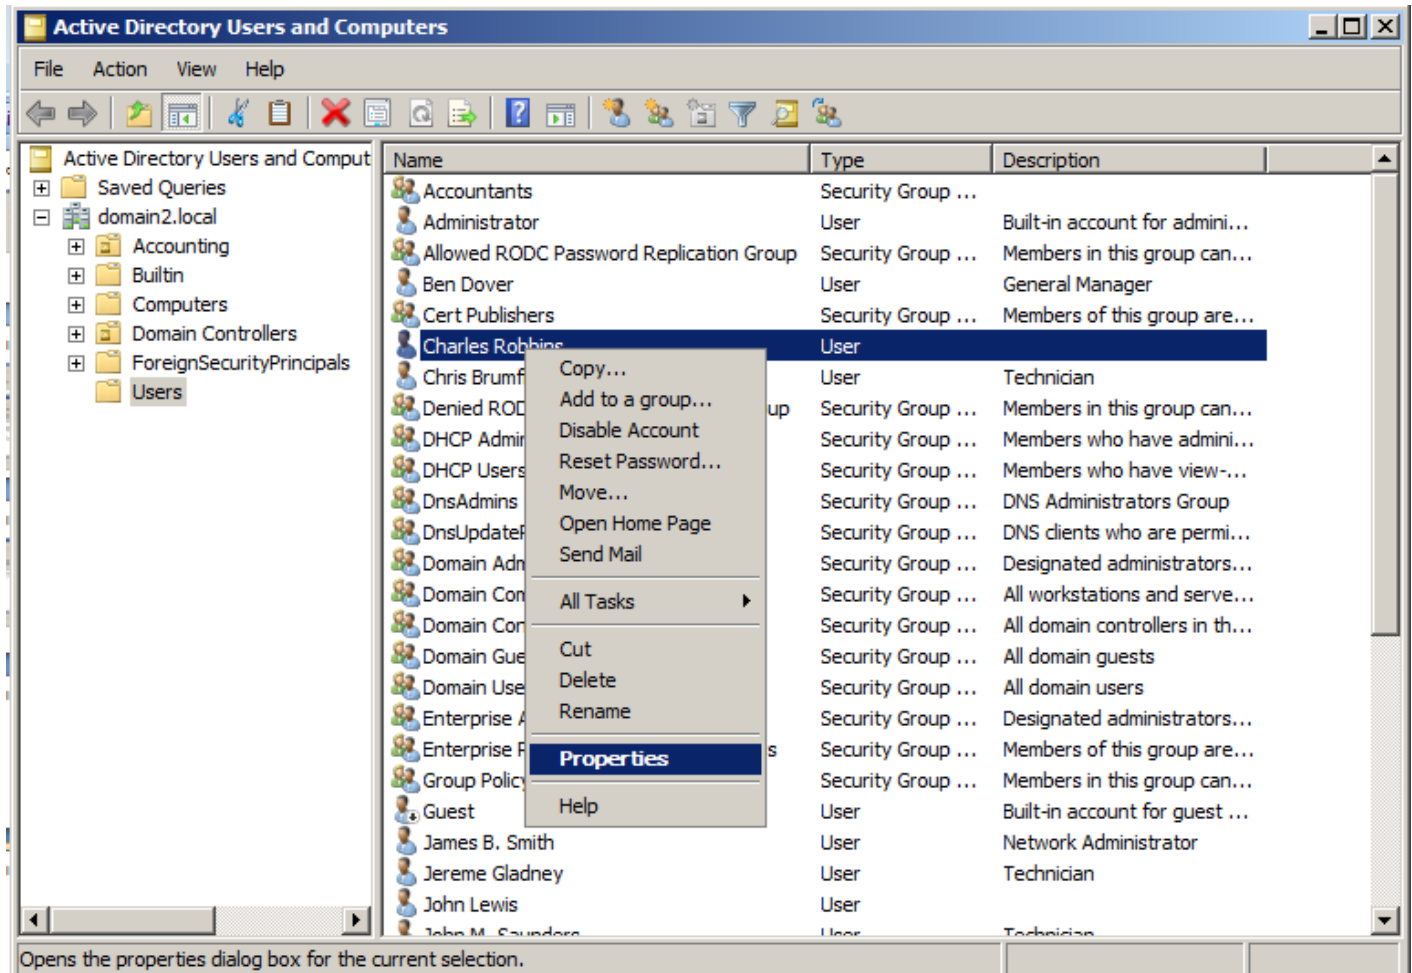 Active Directory Users and Computers
File Action View Help
Active Directory Users and Comput
Saved Queries
domain2.local
Accounting
Builtin
Computers
Domain Controllers
ForeignSecurityPrincipals
Users
Name Type Description
Accountants Security Group ...
Administrator User Built-in account for admini...
Allowed RODC Password Replication Group Security Group ... Members in this group can...
Ben Dover User General Manager
Cert Publishers Security Group ... Members of this group are...
Charles Robbins User
Chris Brumf User Technician
Denied ROD up Security Group ... Members in this group can...
DHCP Admin Security Group ... Members who have admini...
DHCP Users Security Group ... Members who have view-...
DnsAdmins Security Group ... DNS Administrators Group
DnsUpdateP Security Group ... DNS clients who are permi...
Domain Adm Security Group ... Designated administrators...
Domain Com Security Group ... All workstations and serve...
Domain Con Security Group ... All domain controllers in th...
Domain Gue Security Group ... All domain guests
Domain Use Security Group ... All domain users
Enterprise A Security Group ... Designated administrators...
Enterprise R s Security Group ... Members of this group are...
Group Policy Security Group ... Members in this group can...
Guest User Built-in account for guest ...
James B. Smith User Network Administrator
Jereme Gladney User Technician
John Lewis User
John M. Saunders User Technician
Copy...
Add to a group...
Disable Account
Reset Password...
Move...
Open Home Page
Send Mail
All Tasks
Cut
Delete
Rename
Properties
Help
Opens the properties dialog box for the current selection.